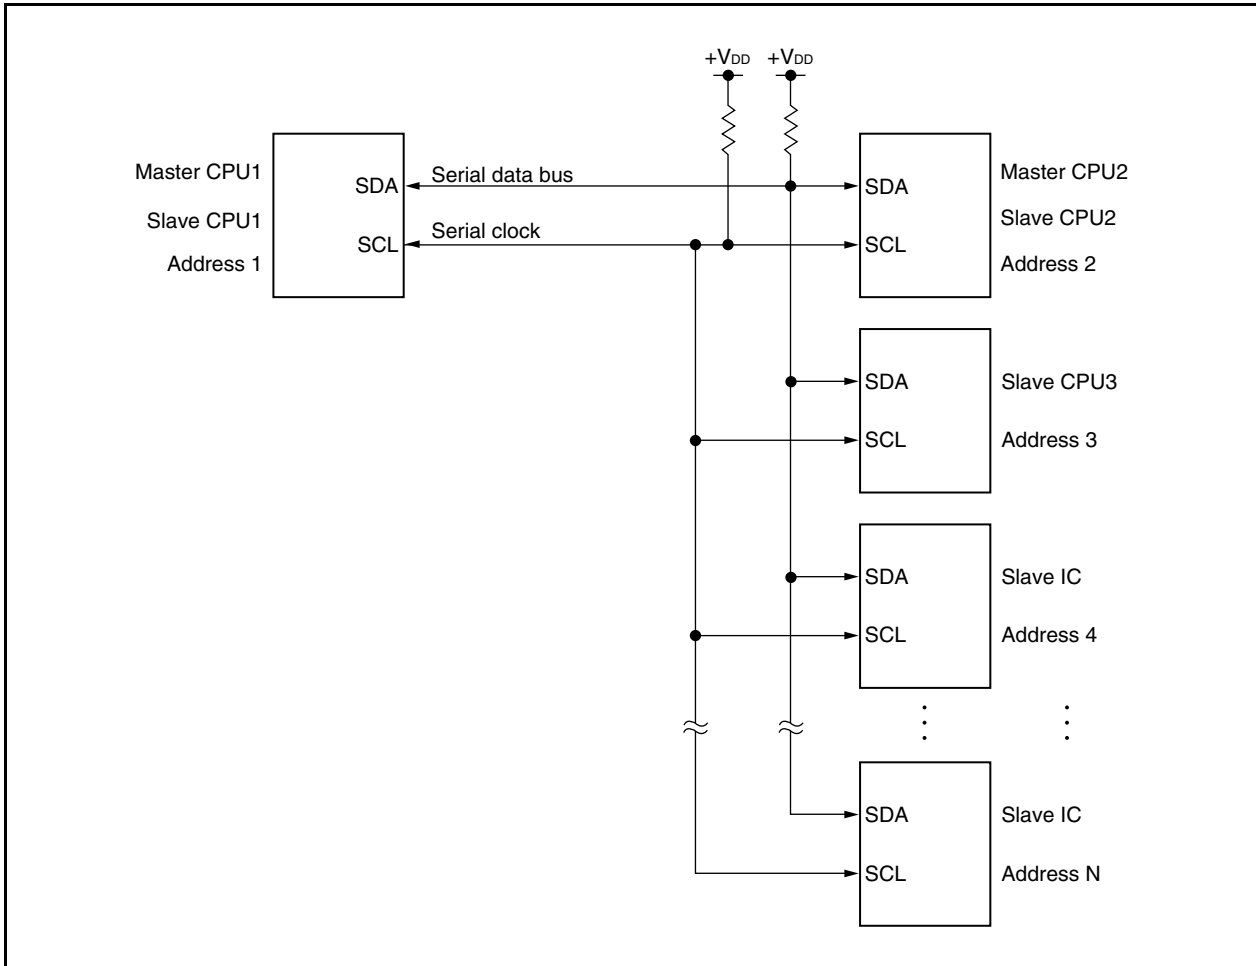 +VDD +VDD
Master CPU1
Slave CPU1
Address 1
SDA
SCL
Serial data bus
Serial clock
SDA
SCL
Master CPU2
Slave CPU2
Address 2
SDA
SCL
Slave CPU3
Address 3
SDA
SCL
Slave IC
Address 4
SDA
SCL
Slave IC
Address N